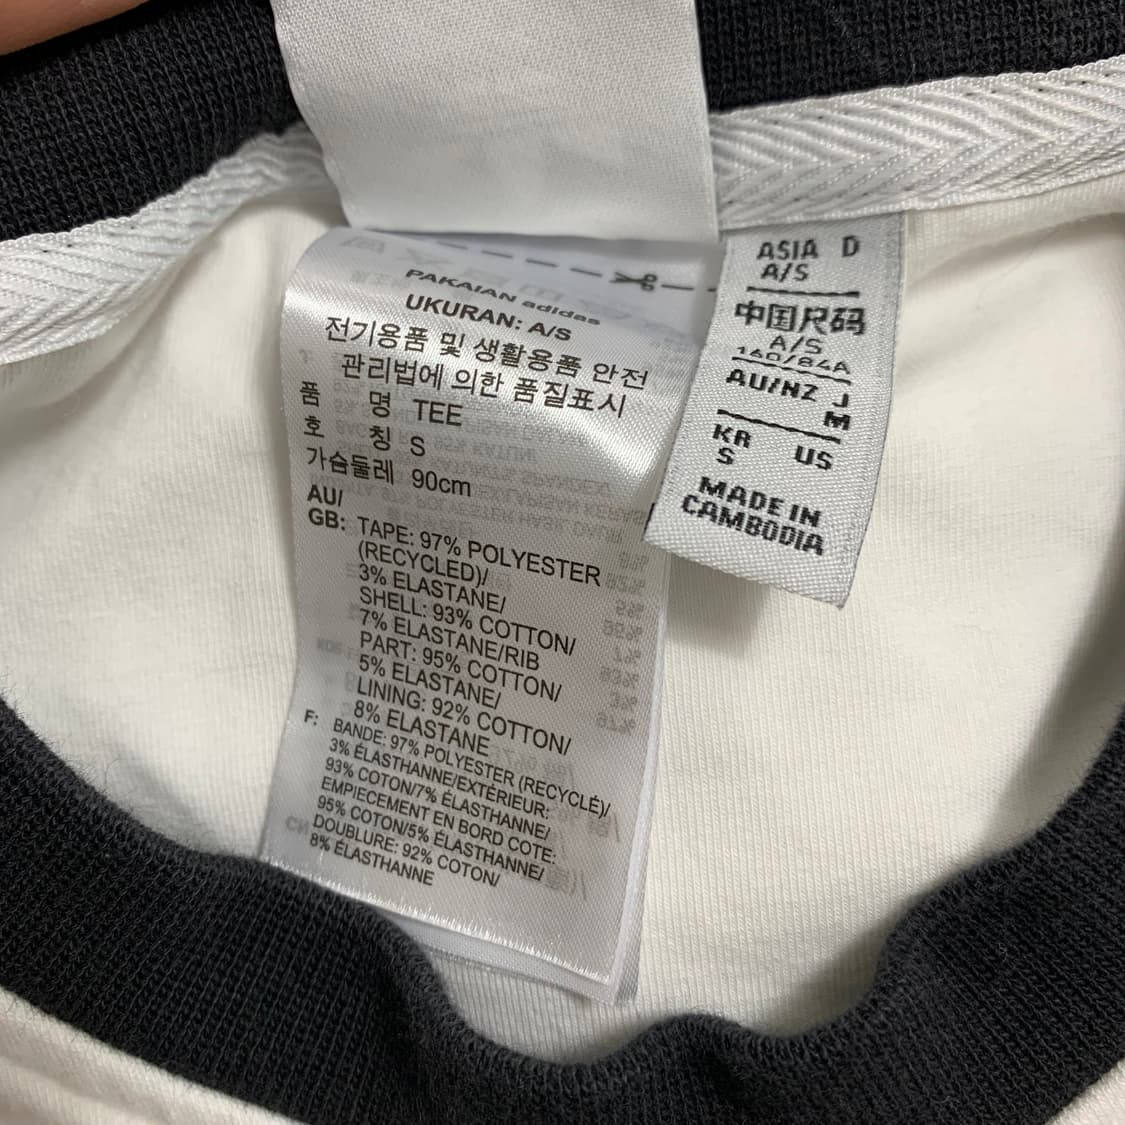 PAKAIAN adidas
UKURAN: A/S
전기용품 및 생활용품 안전
관리법에 의한 품질표시
품 명 TEE
호 칭 S
가슴둘레 90cm
AU/
GB: TAPE: 97% POLYESTER
(RECYCLED)/
3% ELASTANE/
SHELL: 93% COTTON/
7% ELASTANE/RIB
PART: 95% COTTON/
5% ELASTANE/
LINING: 92% COTTON/
8% ELASTANE
F: BANDE: 97% POLYESTER (RECYCLÉ)/
3% ÉLASTHANNE/EXTÉRIEUR:
93% COTON/7% ÉLASTHANNE/
EMPIECEMENT EN BORD COTE:
95% COTON/5% ÉLASTHANNE/
DOUBLURE: 92% COTON/
8% ÉLASTHANNE
ASIA D
A/S
中国尺码
A/S
160/84A
AU/NZ J
M
KR US
S
MADE IN
CAMBODIA